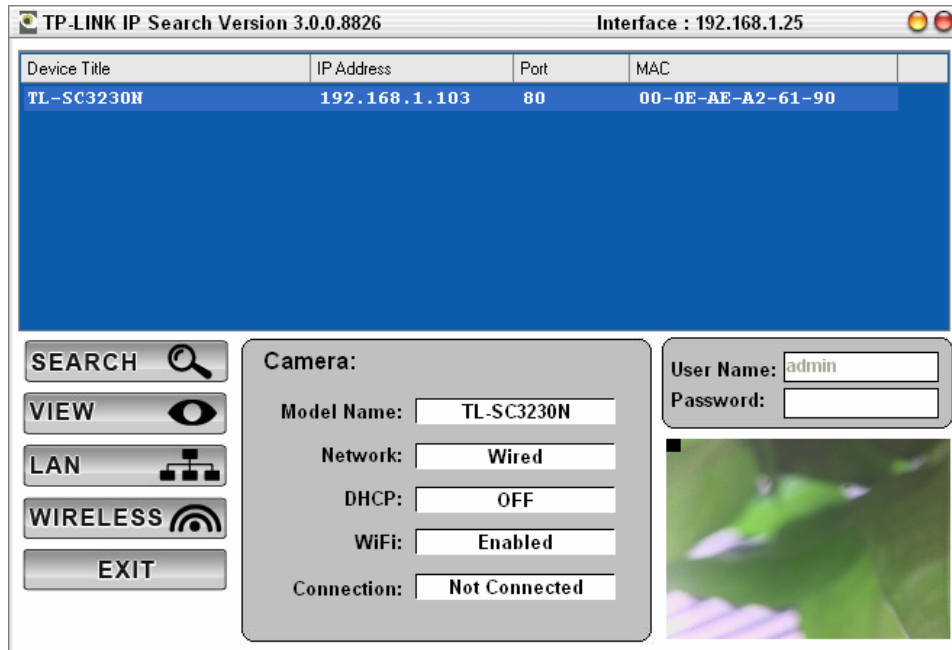 TP-LINK IP Search Version 3.0.0.8826 Interface : 192.168.1.25
Device Title IP Address Port MAC
TL-SC3230N 192.168.1.103 80 00-0E-AE-A2-61-90
SEARCH
VIEW
LAN
WIRELESS
EXIT
Camera:
Model Name: TL-SC3230N
Network: Wired
DHCP: OFF
WiFi: Enabled
Connection: Not Connected
User Name: admin
Password: